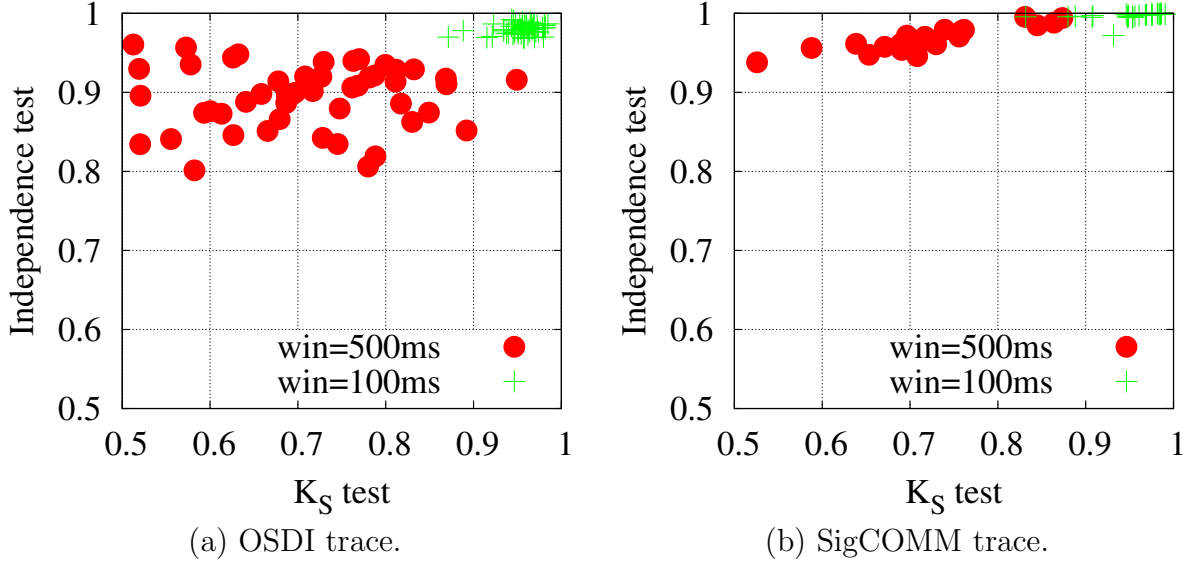 1
0.9
0.8
0.7
0.6
0.5
Independence test
win=500ms
win=100ms
0.5 0.6 0.7 0.8 0.9 1
K_S test
(a) OSDI trace.
1
0.9
0.8
0.7
0.6
0.5
Independence test
win=500ms
win=100ms
0.5 0.6 0.7 0.8 0.9 1
K_S test
(b) SigCOMM trace.